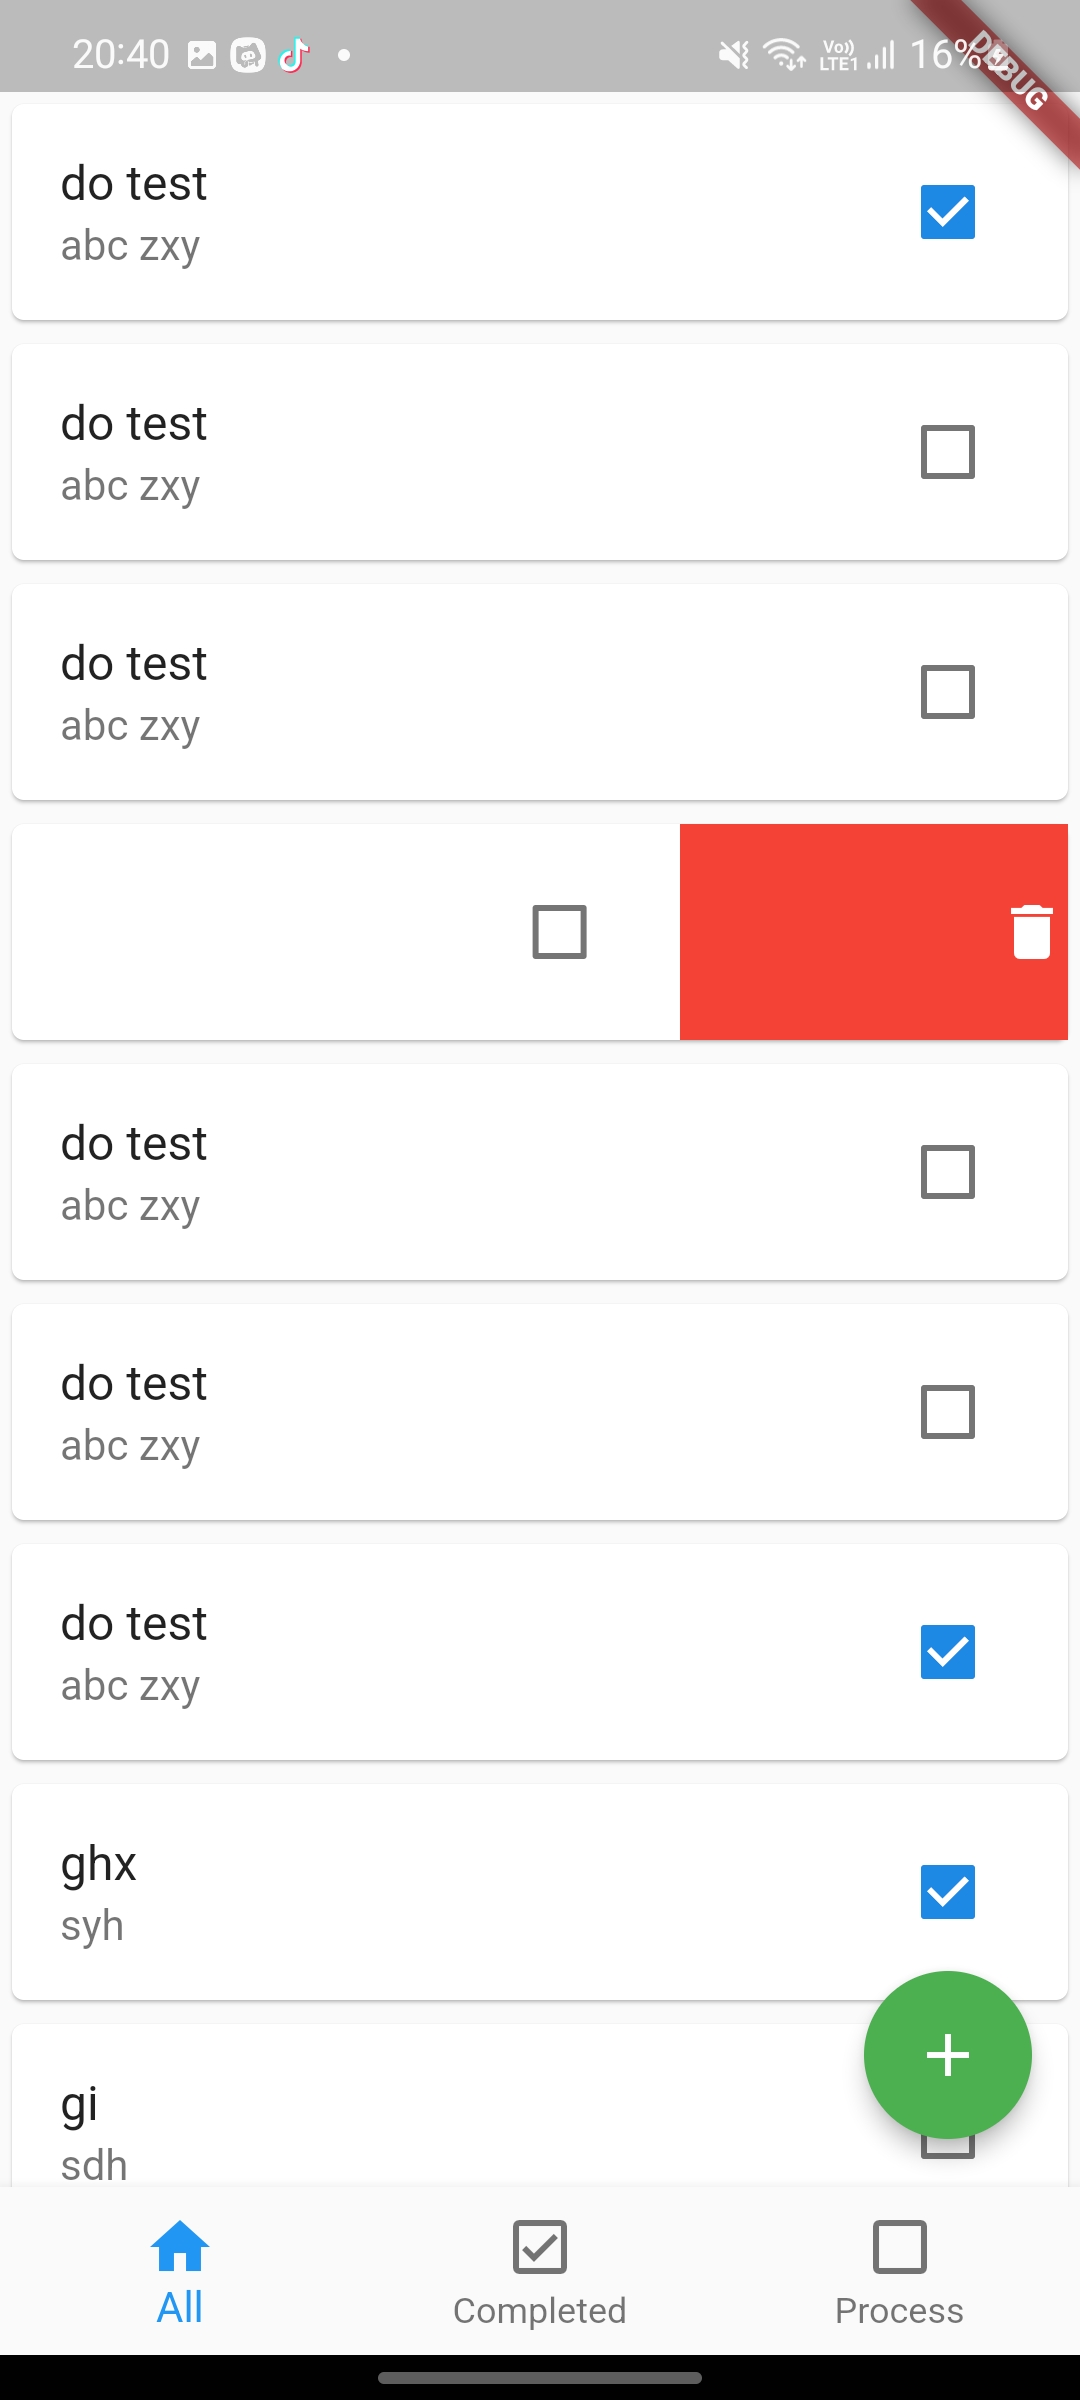 20:40
Vo)) LTE1 16%
DEBUG
do test
abc zxy
do test
abc zxy
do test
abc zxy
do test
abc zxy
do test
abc zxy
do test
abc zxy
ghx
syh
gi
sdh
All
Completed
Process